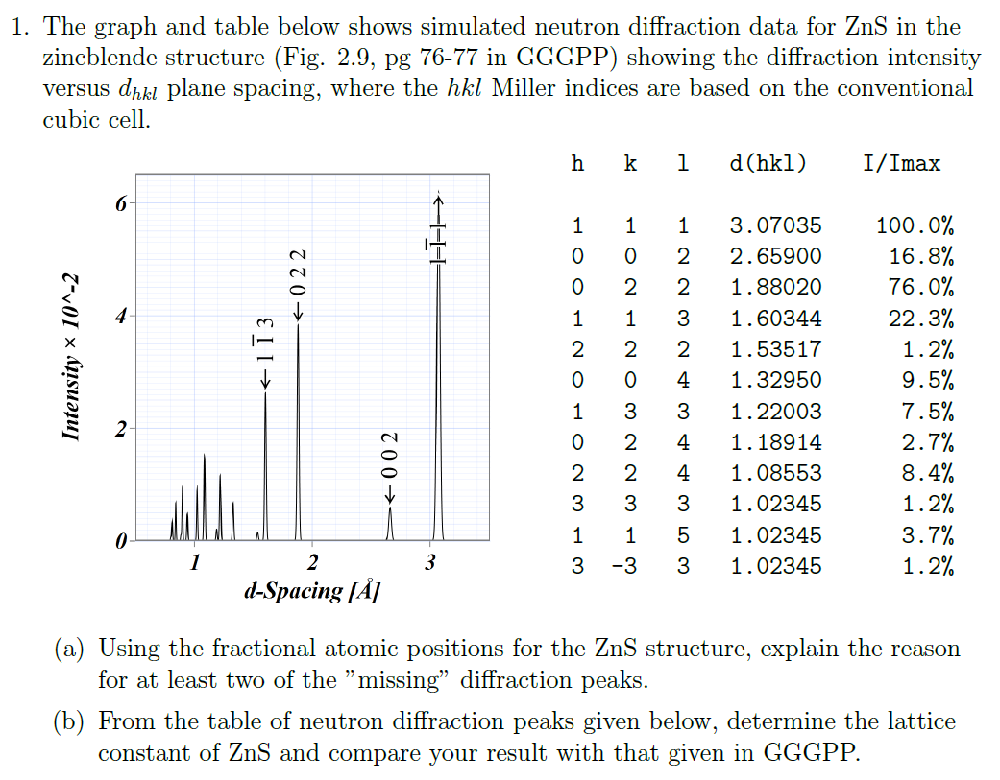 1. The graph and table below shows simulated neutron diffraction data for ZnS in the
zincblende structure (Fig. 2.9, pg 76-77 in GGGPP) showing the diffraction intensity
versus d_hkl plane spacing, where the hkl Miller indices are based on the conventional
cubic cell.
h k l d(hkl) I/Imax
1 1 1 3.07035 100.0%
0 0 2 2.65900 16.8%
0 2 2 1.88020 76.0%
1 1 3 1.60344 22.3%
2 2 2 1.53517 1.2%
0 0 4 1.32950 9.5%
1 3 3 1.22003 7.5%
0 2 4 1.18914 2.7%
2 2 4 1.08553 8.4%
3 3 3 1.02345 1.2%
1 1 5 1.02345 3.7%
3 -3 3 1.02345 1.2%
Intensity × 10^-2
6
4
2
0
← 1 1̅ 3
← 0 2 2
← 0 0 2
1 1̅ 1 →
1 2 3
d-Spacing [Å]
(a) Using the fractional atomic positions for the ZnS structure, explain the reason
for at least two of the ”missing” diffraction peaks.
(b) From the table of neutron diffraction peaks given below, determine the lattice
constant of ZnS and compare your result with that given in GGGPP.